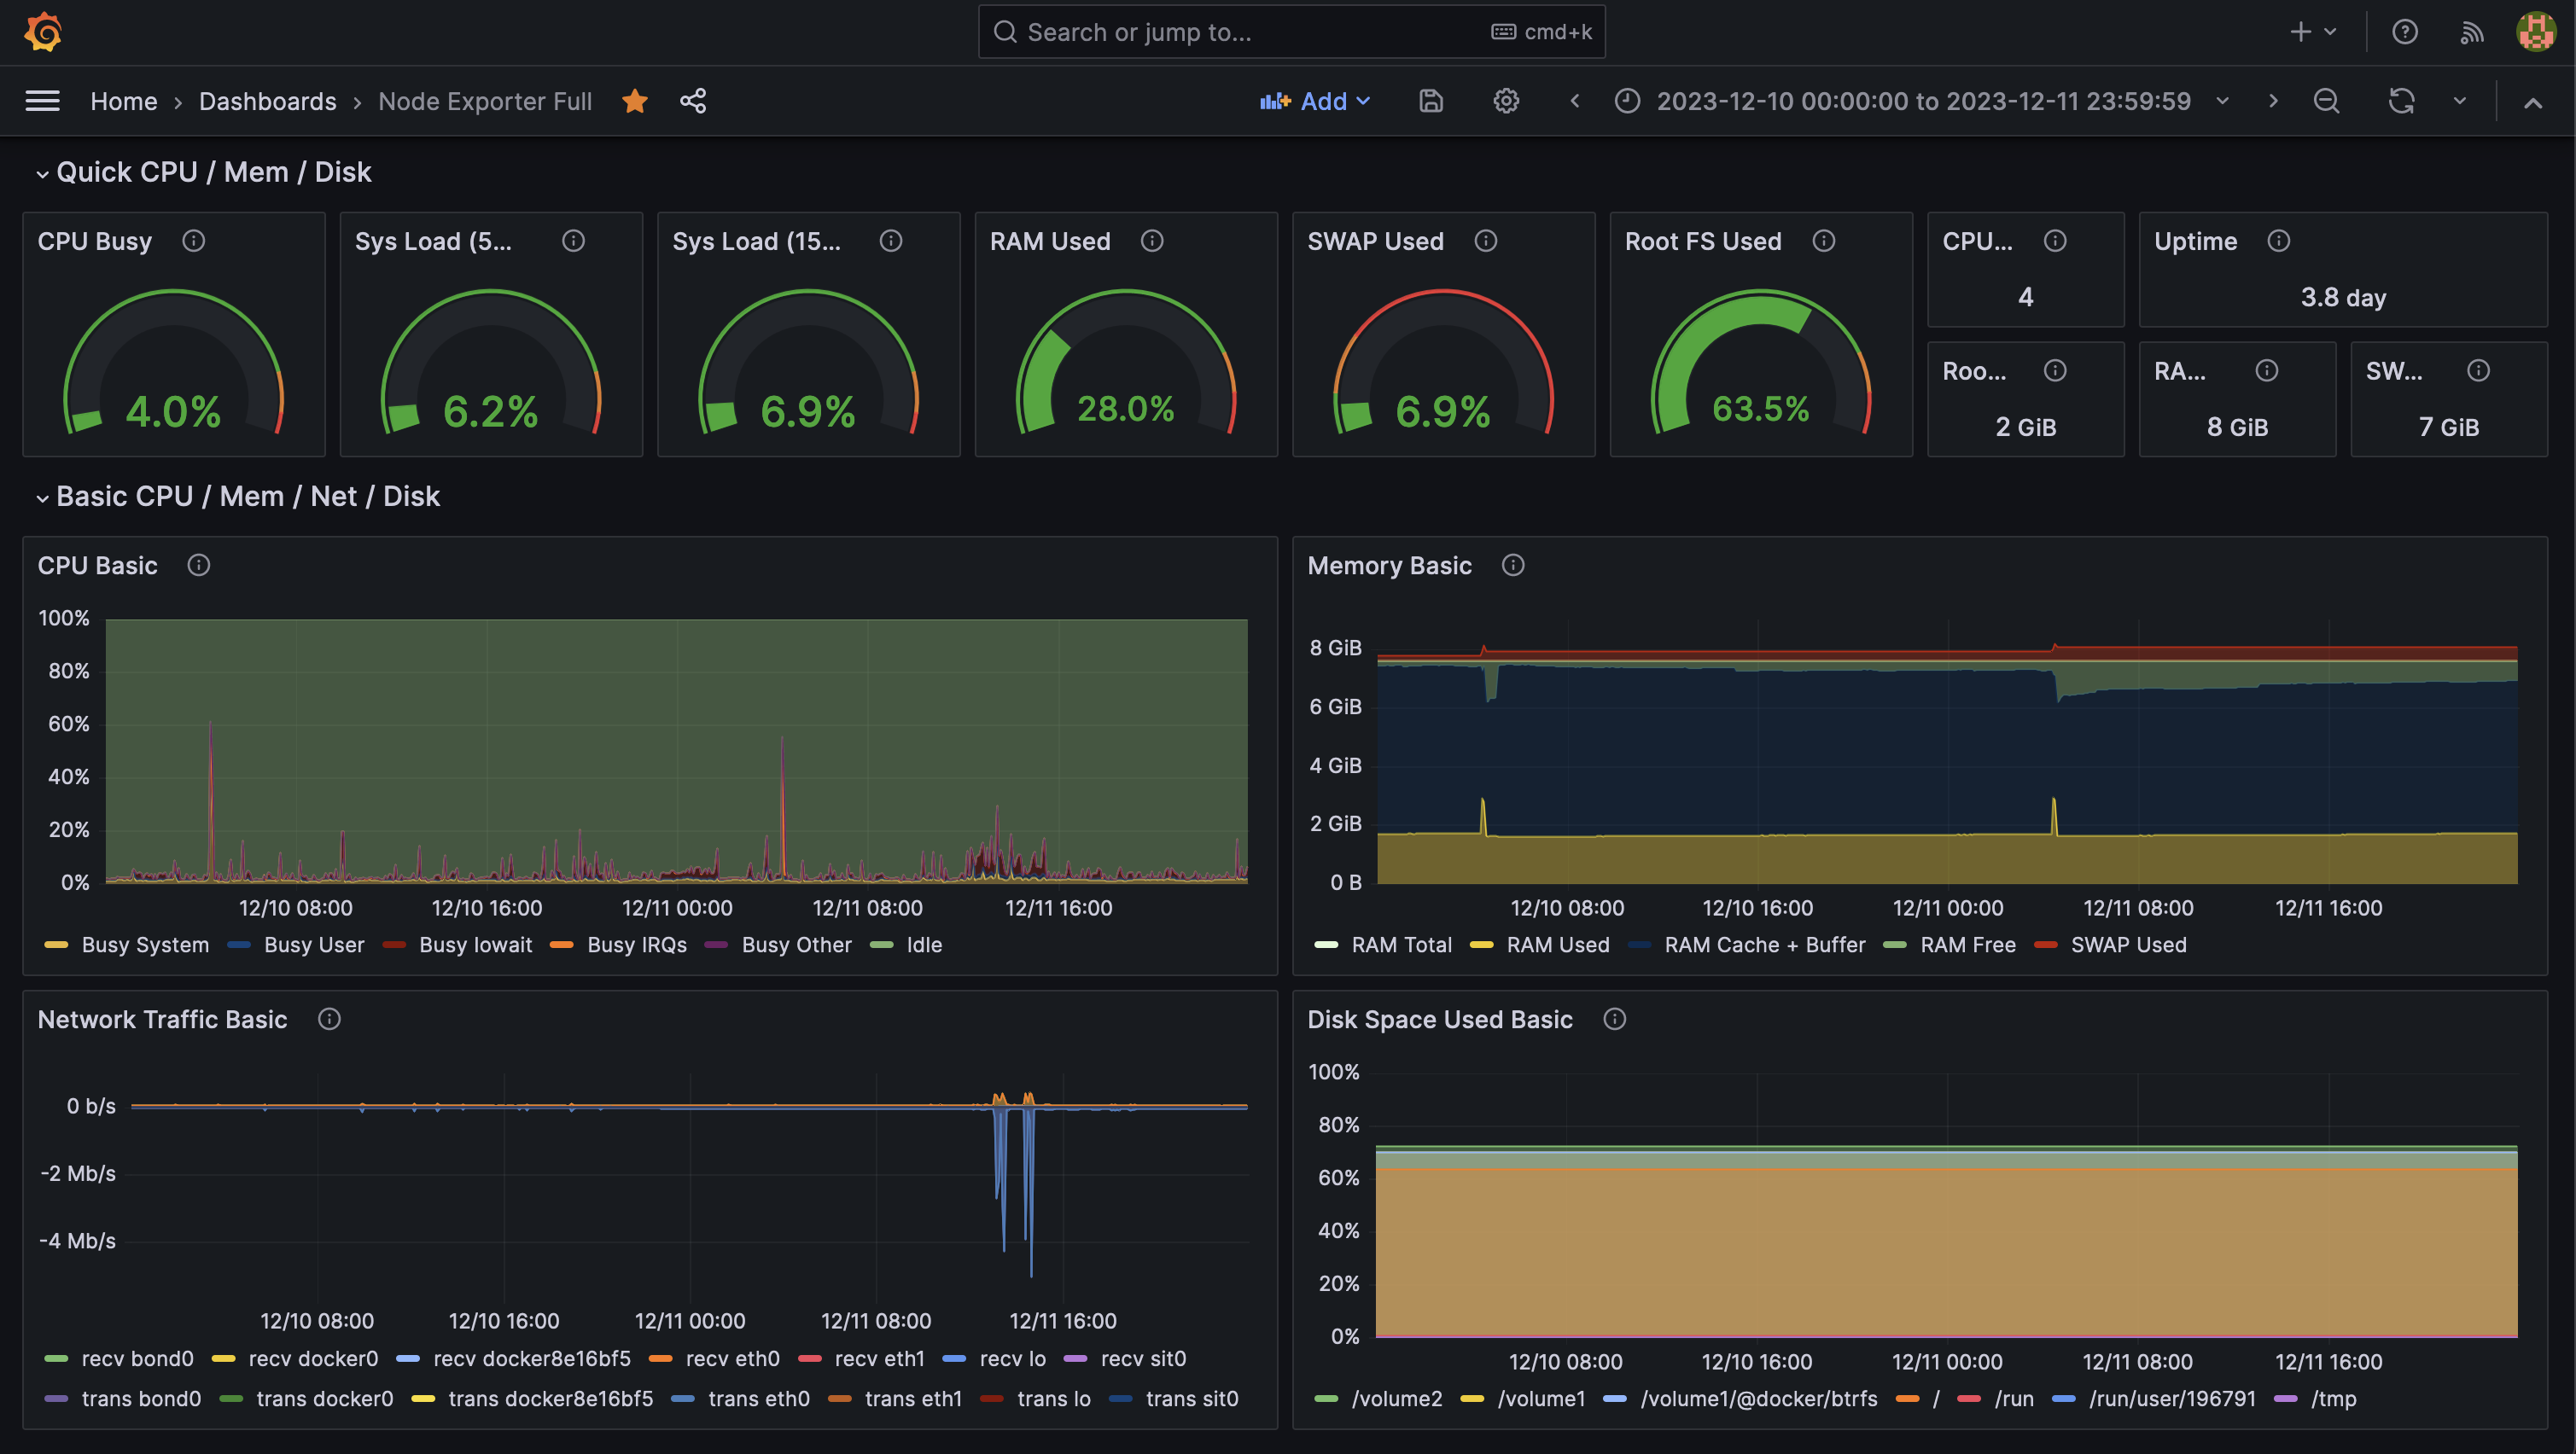 Search or jump to... cmd+k
Home › Dashboards › Node Exporter Full
Add
2023-12-10 00:00:00 to 2023-12-11 23:59:59
Quick CPU / Mem / Disk
CPU Busy
4.0%
Sys Load (5...
6.2%
Sys Load (15...
6.9%
RAM Used
28.0%
SWAP Used
6.9%
Root FS Used
63.5%
CPU...
4
Uptime
3.8 day
Roo...
2 GiB
RA...
8 GiB
SW...
7 GiB
Basic CPU / Mem / Net / Disk
CPU Basic
100%
80%
60%
40%
20%
0%
12/10 08:00 12/10 16:00 12/11 00:00 12/11 08:00 12/11 16:00
Busy System Busy User Busy Iowait Busy IRQs Busy Other Idle
Memory Basic
8 GiB
6 GiB
4 GiB
2 GiB
0 B
12/10 08:00 12/10 16:00 12/11 00:00 12/11 08:00 12/11 16:00
RAM Total RAM Used RAM Cache + Buffer RAM Free SWAP Used
Network Traffic Basic
0 b/s
-2 Mb/s
-4 Mb/s
12/10 08:00 12/10 16:00 12/11 00:00 12/11 08:00 12/11 16:00
recv bond0 recv docker0 recv docker8e16bf5 recv eth0 recv eth1 recv lo recv sit0
trans bond0 trans docker0 trans docker8e16bf5 trans eth0 trans eth1 trans lo trans sit0
Disk Space Used Basic
100%
80%
60%
40%
20%
0%
12/10 08:00 12/10 16:00 12/11 00:00 12/11 08:00 12/11 16:00
/volume2 /volume1 /volume1/@docker/btrfs / /run /run/user/196791 /tmp